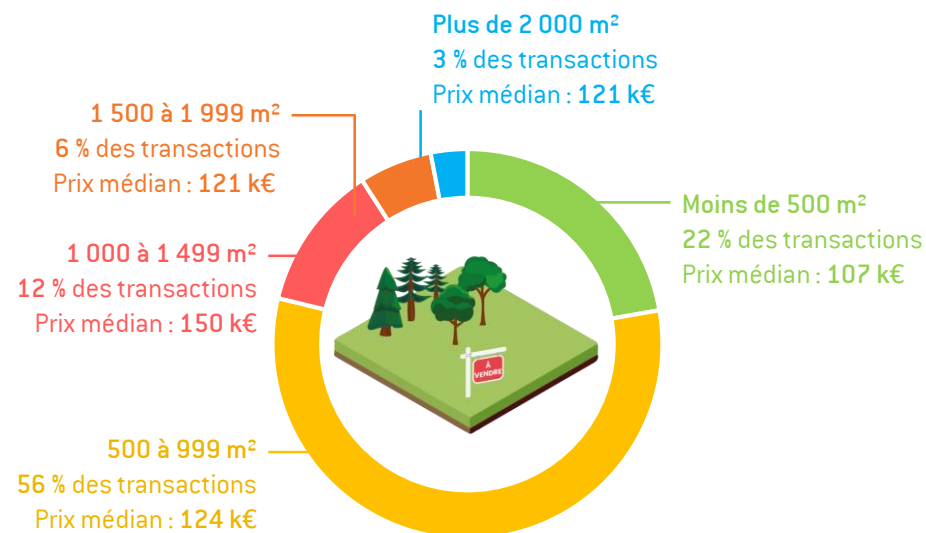 Plus de 2 000 m²
3 % des transactions
Prix médian : 121 k€
1 500 à 1 999 m²
6 % des transactions
Prix médian : 121 k€
Moins de 500 m²
22 % des transactions
Prix médian : 107 k€
1 000 à 1 499 m²
12 % des transactions
Prix médian : 150 k€
À
VENDRE
500 à 999 m²
56 % des transactions
Prix médian : 124 k€